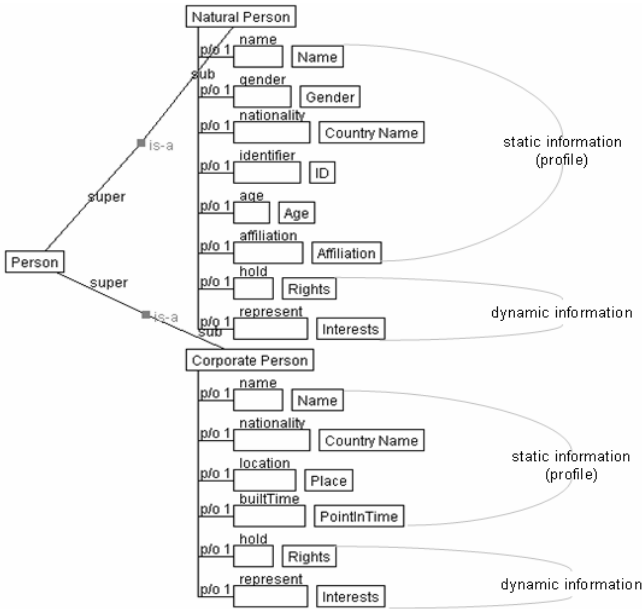 Natural Person
name
p/o 1
Name
sub
gender
p/o 1
Gender
nationality
p/o 1
Country Name
static information
(profile)
is-a
identifier
p/o 1
ID
super
age
p/o 1
Age
affiliation
p/o 1
Affiliation
Person
hold
p/o 1
Rights
super
represent
p/o 1
Interests
dynamic information
is-a
sub
Corporate Person
name
p/o 1
Name
nationality
p/o 1
Country Name
location
p/o 1
Place
static information
(profile)
builtTime
p/o 1
PointInTime
hold
p/o 1
Rights
represent
p/o 1
Interests
dynamic information